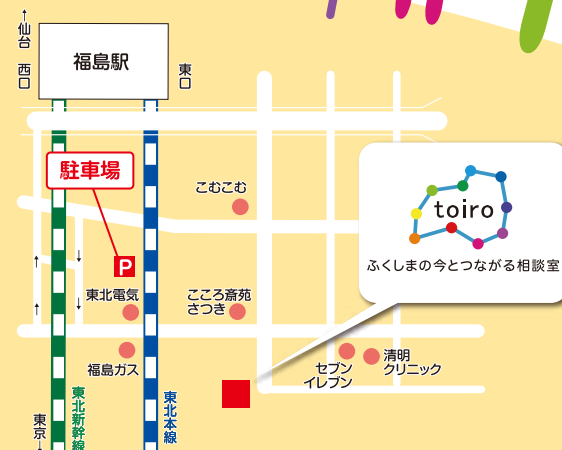 ↑仙台
西口
福島駅
東口
駐車場
こむこむ
toiro
ふくしまの今とつながる相談室
P
東北電気
こころ斎苑
さつき
福島ガス
セブン
イレブン
清明
クリニック
東北新幹線
東北本線
東京→